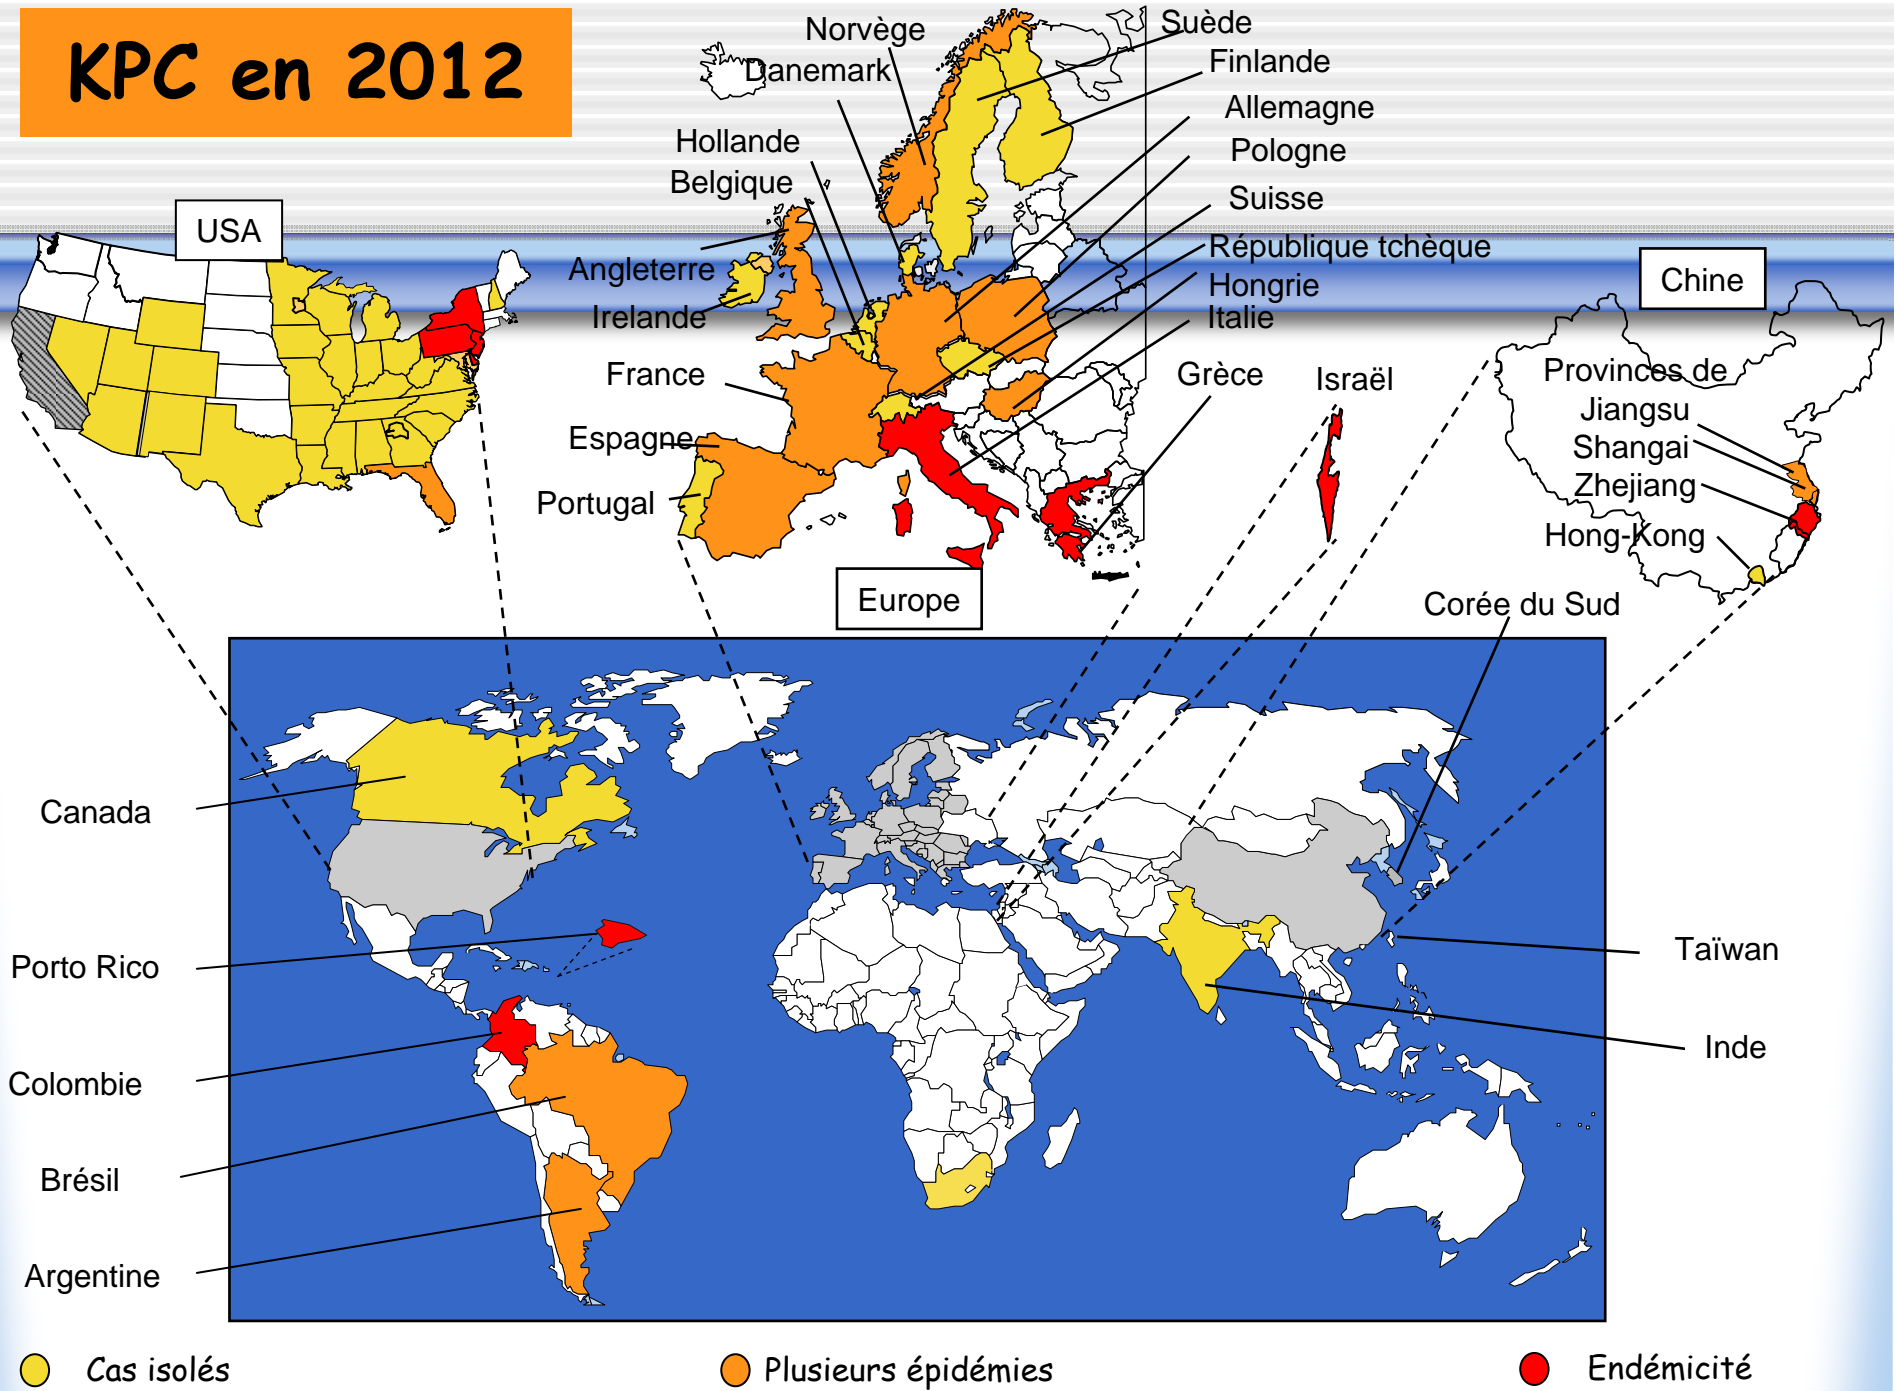 KPC en 2012
Norvège
Danemark
Suède
Finlande
Allemagne
Pologne
Hollande
Belgique
Suisse
République tchèque
Hongrie
Italie
USA
Angleterre
Irelande
France
Espagne
Portugal
Grèce
Israël
Europe
Chine
Provinces de
Jiangsu
Shangai
Zhejiang
Hong-Kong
Corée du Sud
Canada
Porto Rico
Colombie
Brésil
Argentine
Taïwan
Inde
Cas isolés
Plusieurs épidémies
Endémicité